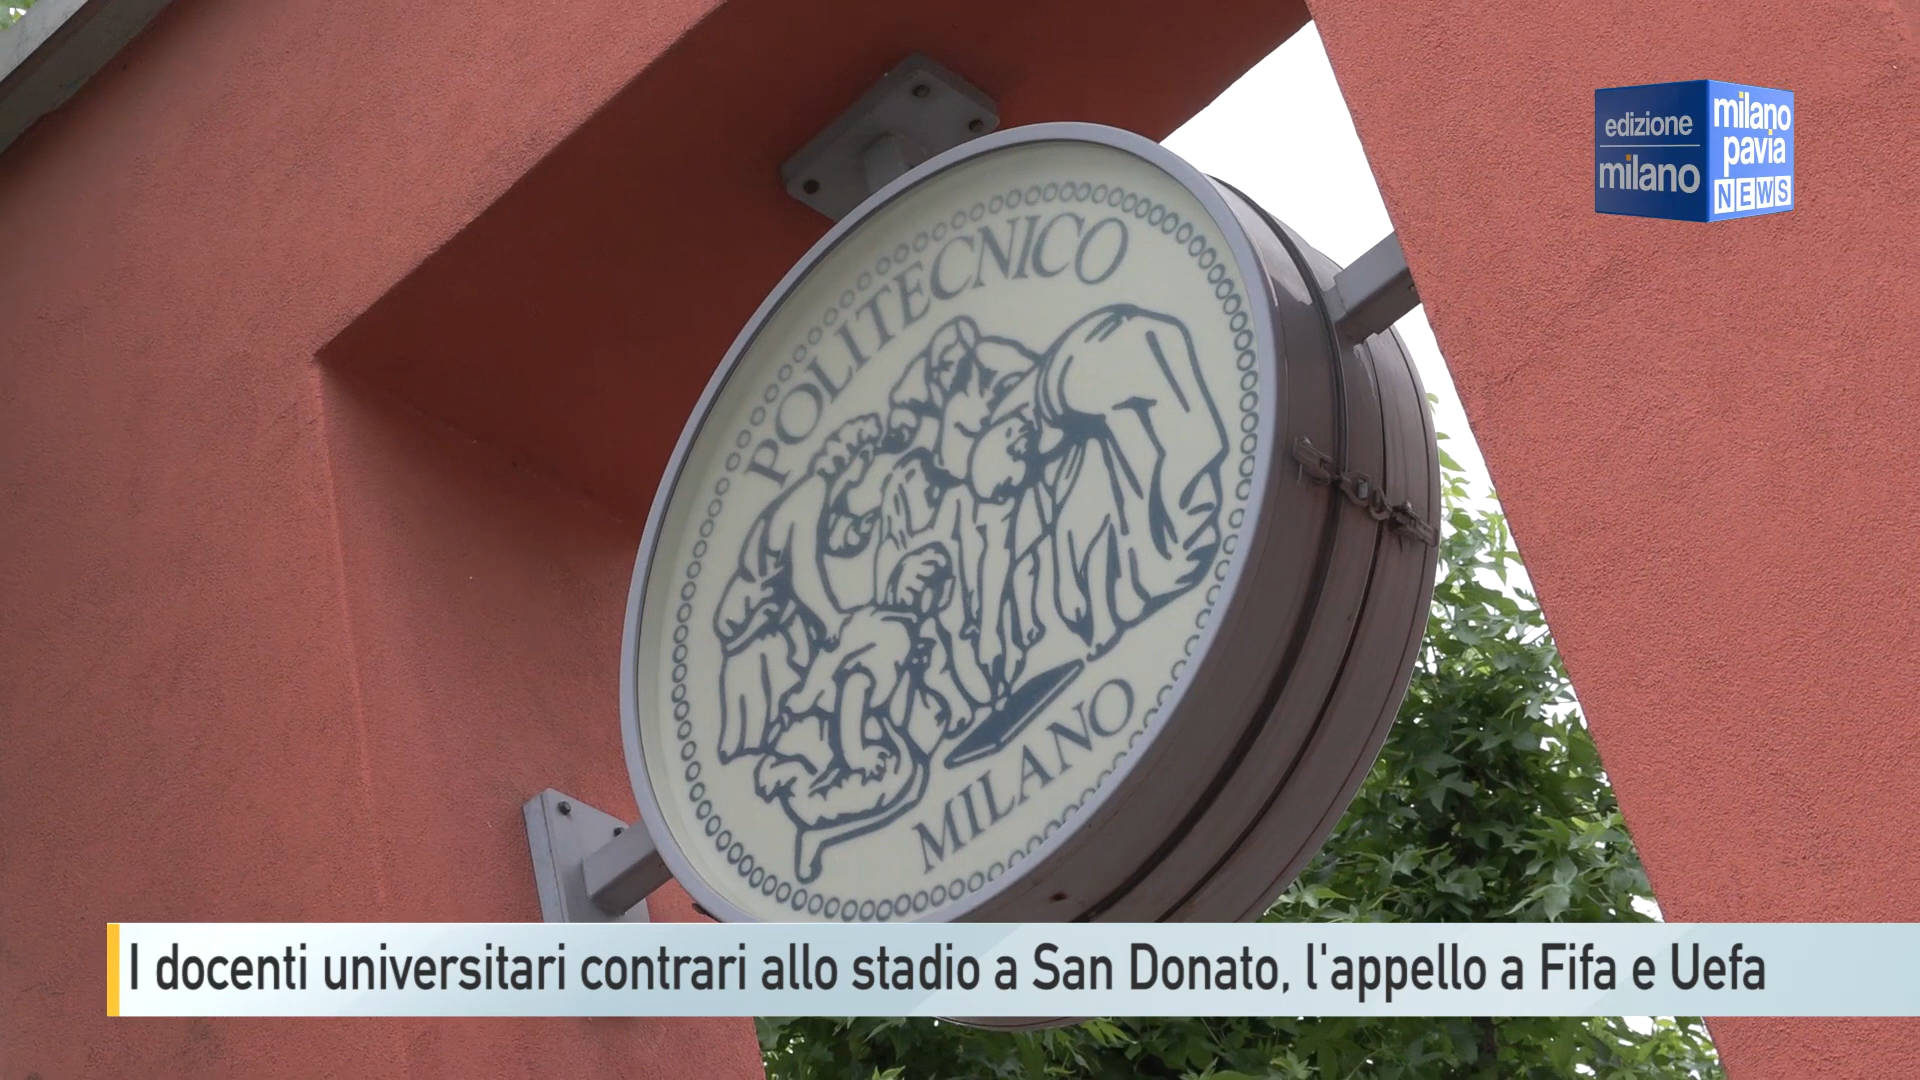 edizione
milano
milano
pavia
NEWS
POLITECNICO
MILANO
I docenti universitari contrari allo stadio a San Donato, l'appello a Fifa e Uefa